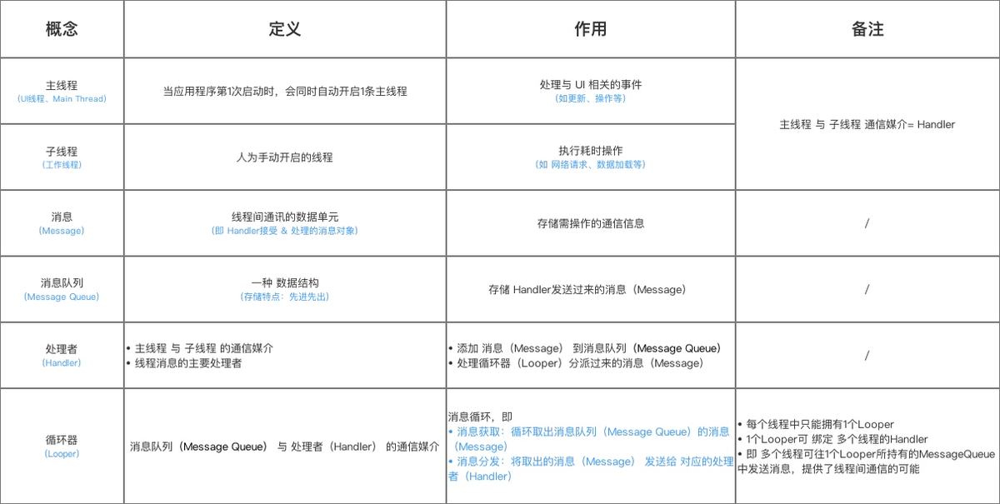 概念
定义
作用
备注
主线程
（UI线程、Main Thread）
当应用程序第1次启动时，会同时自动开启1条主线程
处理与 UI 相关的事件
（如更新、操作等）
主线程 与 子线程 通信媒介= Handler
子线程
（工作线程）
人为手动开启的线程
执行耗时操作
（如 网络请求、数据加载等）
消息
（Message）
线程间通讯的数据单元
（即 Handler接受 & 处理的消息对象）
存储需操作的通信信息
/
消息队列
（Message Queue）
一种 数据结构
（存储特点：先进先出）
存储 Handler发送过来的消息（Message）
/
处理者
（Handler）
• 主线程 与 子线程 的通信媒介
• 线程消息的主要处理者
• 添加 消息（Message） 到消息队列（Message Queue）
• 处理循环器（Looper）分派过来的消息（Message）
/
循环器
（Looper）
消息队列（Message Queue） 与 处理者（Handler） 的通信媒介
消息循环，即
• 消息获取：循环取出消息队列（Message Queue）的消息
（Message）
• 消息分发：将取出的消息（Message） 发送给 对应的处理
者（Handler）
• 每个线程中只能拥有1个Looper
• 1个Looper可 绑定 多个线程的Handler
• 即 多个线程可往1个Looper所持有的MessageQueue
中发送消息，提供了线程间通信的可能